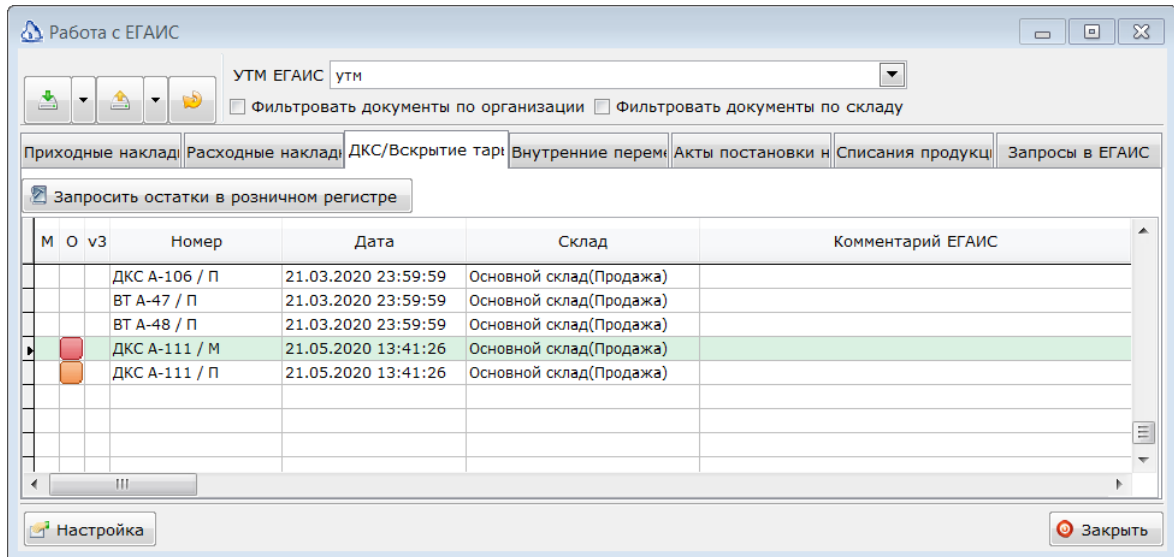 Работа с ЕГАИС
УТМ ЕГАИС утм
Фильтровать документы по организации Фильтровать документы по складу
Приходные наклад Расходные наклад ДКС/Вскрытие тары Внутренние переме Акты постановки н Списания продукц Запросы в ЕГАИС
Запросить остатки в розничном регистре
М О v3 Номер Дата Склад Комментарий ЕГАИС
ДКС А-106 / П 21.03.2020 23:59:59 Основной склад(Продажа)
ВТ А-47 / П 21.03.2020 23:59:59 Основной склад(Продажа)
ВТ А-48 / П 21.03.2020 23:59:59 Основной склад(Продажа)
ДКС А-111 / М 21.05.2020 13:41:26 Основной склад(Продажа)
ДКС А-111 / П 21.05.2020 13:41:26 Основной склад(Продажа)
Настройка Закрыть